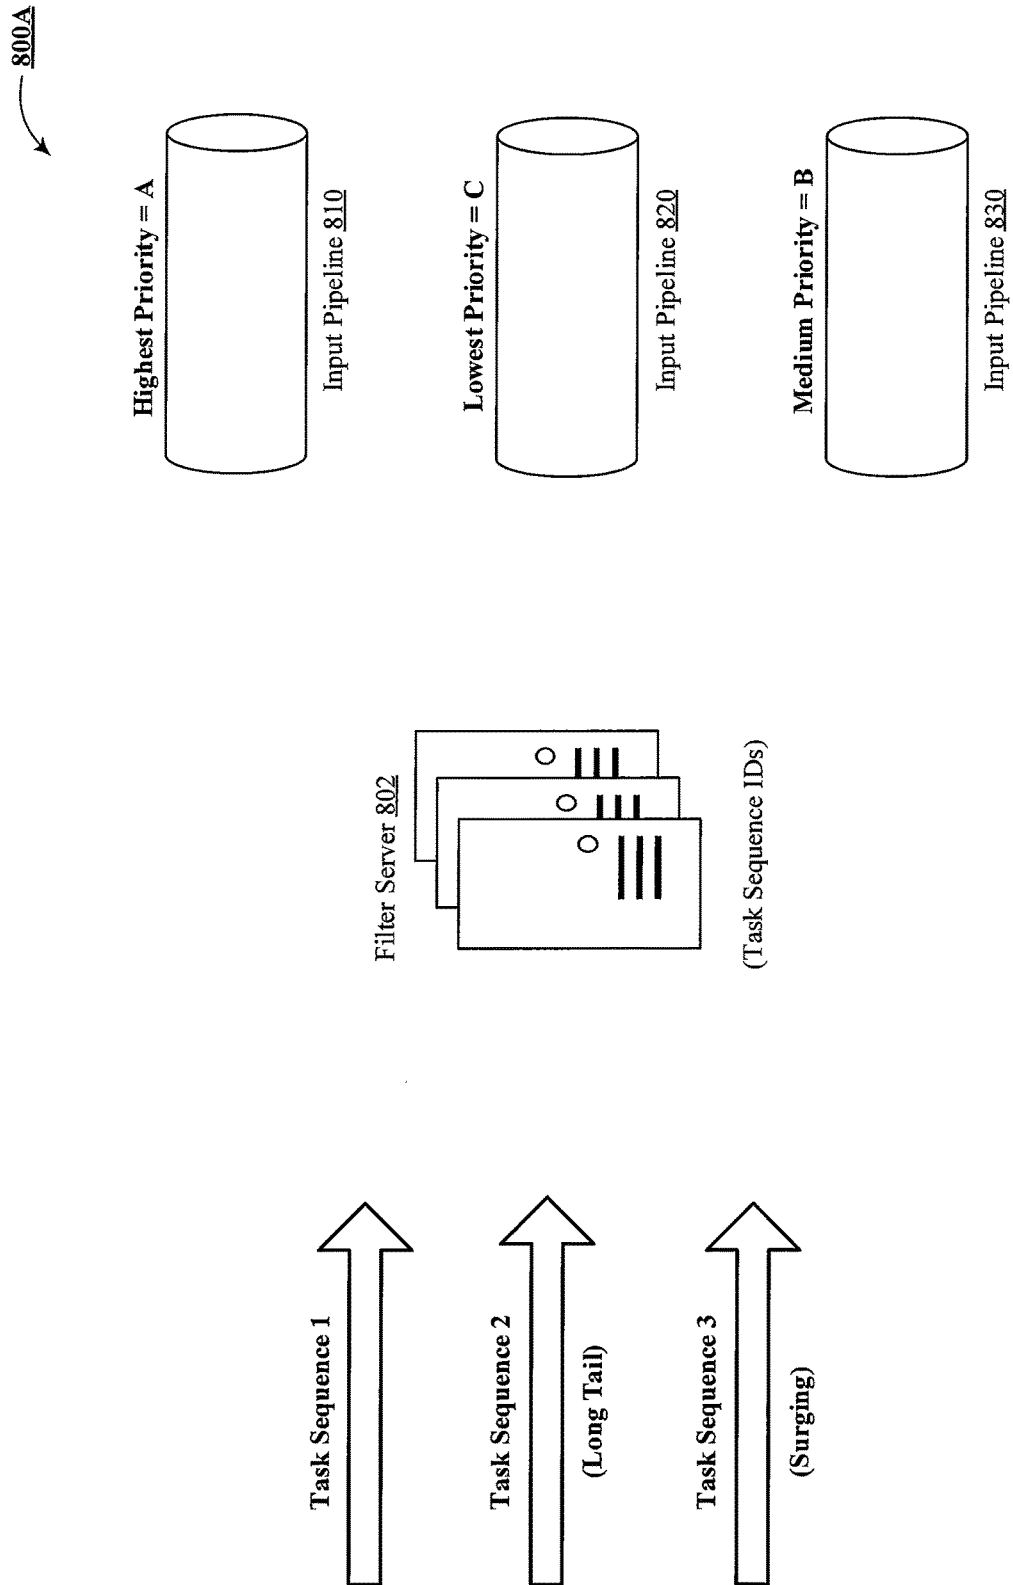 800A
Task Sequence 1
Task Sequence 2
(Long Tail)
Task Sequence 3
(Surging)
Filter Server 802
(Task Sequence IDs)
Highest Priority = A
Input Pipeline 810
Lowest Priority = C
Input Pipeline 820
Medium Priority = B
Input Pipeline 830